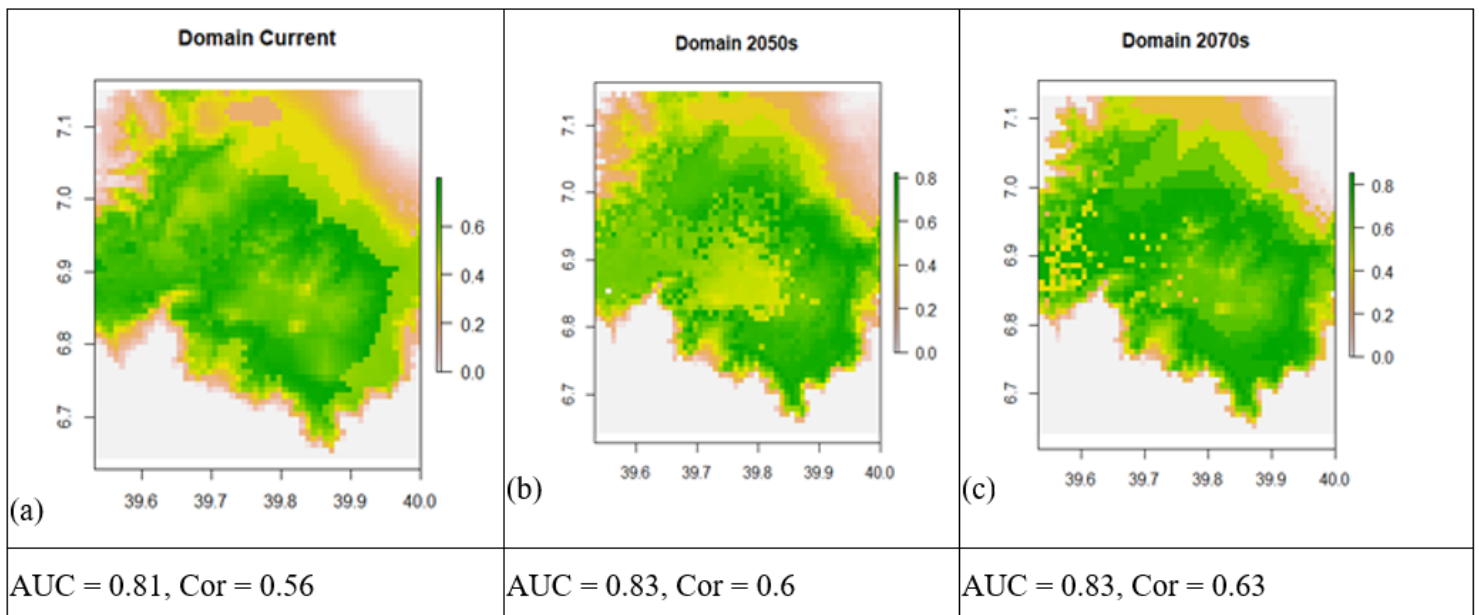 Domain Current
7.1
7.0
6.9
6.8
6.7
39.6 39.7 39.8 39.9 40.0
0.6
0.4
0.2
0.0
(a)
AUC = 0.81, Cor = 0.56
Domain 2050s
7.1
7.0
6.9
6.8
6.7
39.6 39.7 39.8 39.9 40.0
0.8
0.6
0.4
0.2
0.0
(b)
AUC = 0.83, Cor = 0.6
Domain 2070s
7.1
7.0
6.9
6.8
6.7
39.6 39.7 39.8 39.9 40.0
0.8
0.6
0.4
0.2
0.0
(c)
AUC = 0.83, Cor = 0.63